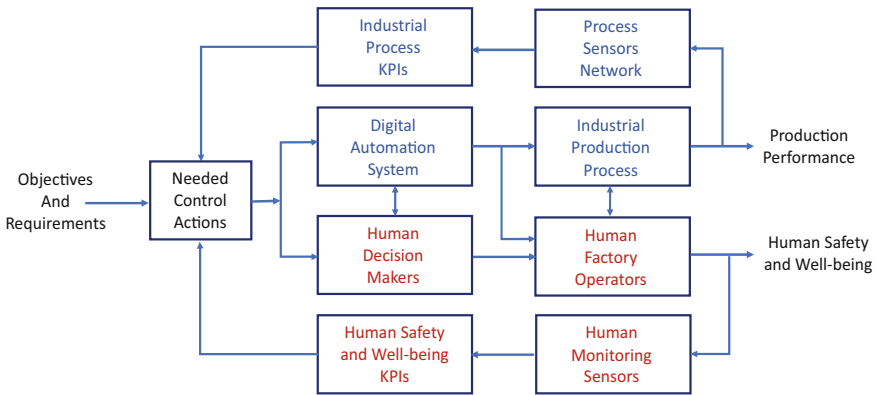 Industrial
Process
KPIs
Process
Sensors
Network
Digital
Automation
System
Industrial
Production
Process
Production
Performance
Objectives
And
Requirements
Needed
Control
Actions
Human
Decision
Makers
Human
Factory
Operators
Human Safety
and Well-being
Human Safety
and Well-being
KPIs
Human
Monitoring
Sensors